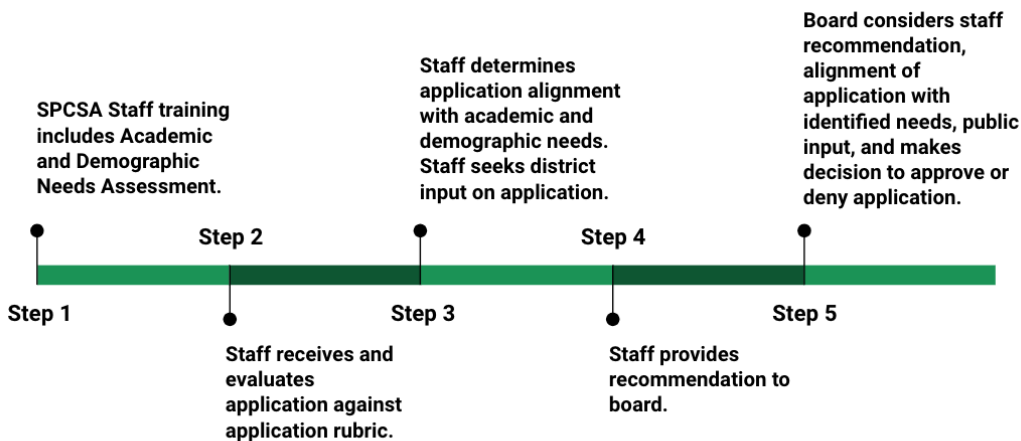 Step 1
SPCSA Staff training
includes Academic
and Demographic
Needs Assessment.
Step 2
Staff receives and
evaluates
application against
application rubric.
Step 3
Staff determines
application alignment
with academic and
demographic needs.
Staff seeks district
input on application.
Step 4
Staff provides
recommendation to
board.
Step 5
Board considers staff
recommendation,
alignment of
application with
identified needs, public
input, and makes
decision to approve or
deny application.